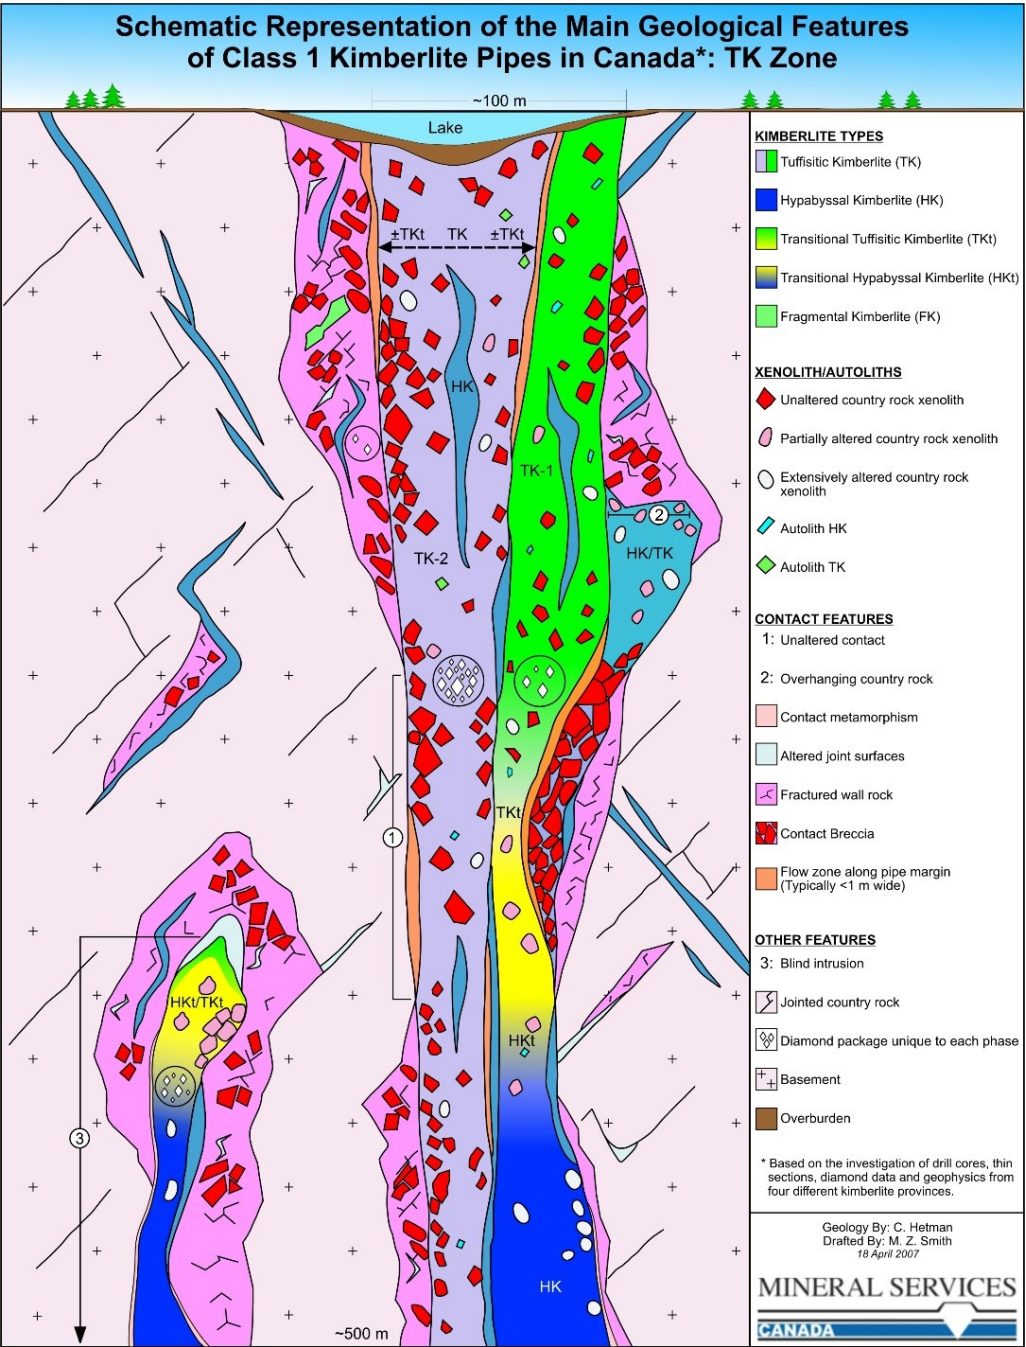 Schematic Representation of the Main Geological Features
of Class 1 Kimberlite Pipes in Canada*: TK Zone
~100 m
Lake
±TKt
TK
±TKt
HK
TK-1
2
HK/TK
TK-2
TKt
1
HKt/TKt
HKt
3
HK
~500 m
KIMBERLITE TYPES
Tuffisitic Kimberlite (TK)
Hypabyssal Kimberlite (HK)
Transitional Tuffisitic Kimberlite (TKt)
Transitional Hypabyssal Kimberlite (HKt)
Fragmental Kimberlite (FK)
XENOLITH/AUTOLITHS
Unaltered country rock xenolith
Partially altered country rock xenolith
Extensively altered country rock
xenolith
Autolith HK
Autolith TK
CONTACT FEATURES
1: Unaltered contact
2: Overhanging country rock
Contact metamorphism
Altered joint surfaces
Fractured wall rock
Contact Breccia
Flow zone along pipe margin
(Typically <1 m wide)
OTHER FEATURES
3: Blind intrusion
Jointed country rock
Diamond package unique to each phase
Basement
Overburden
* Based on the investigation of drill cores, thin
sections, diamond data and geophysics from
four different kimberlite provinces.
Geology By: C. Hetman
Drafted By: M. Z. Smith
18 April 2007
MINERAL SERVICES
CANADA